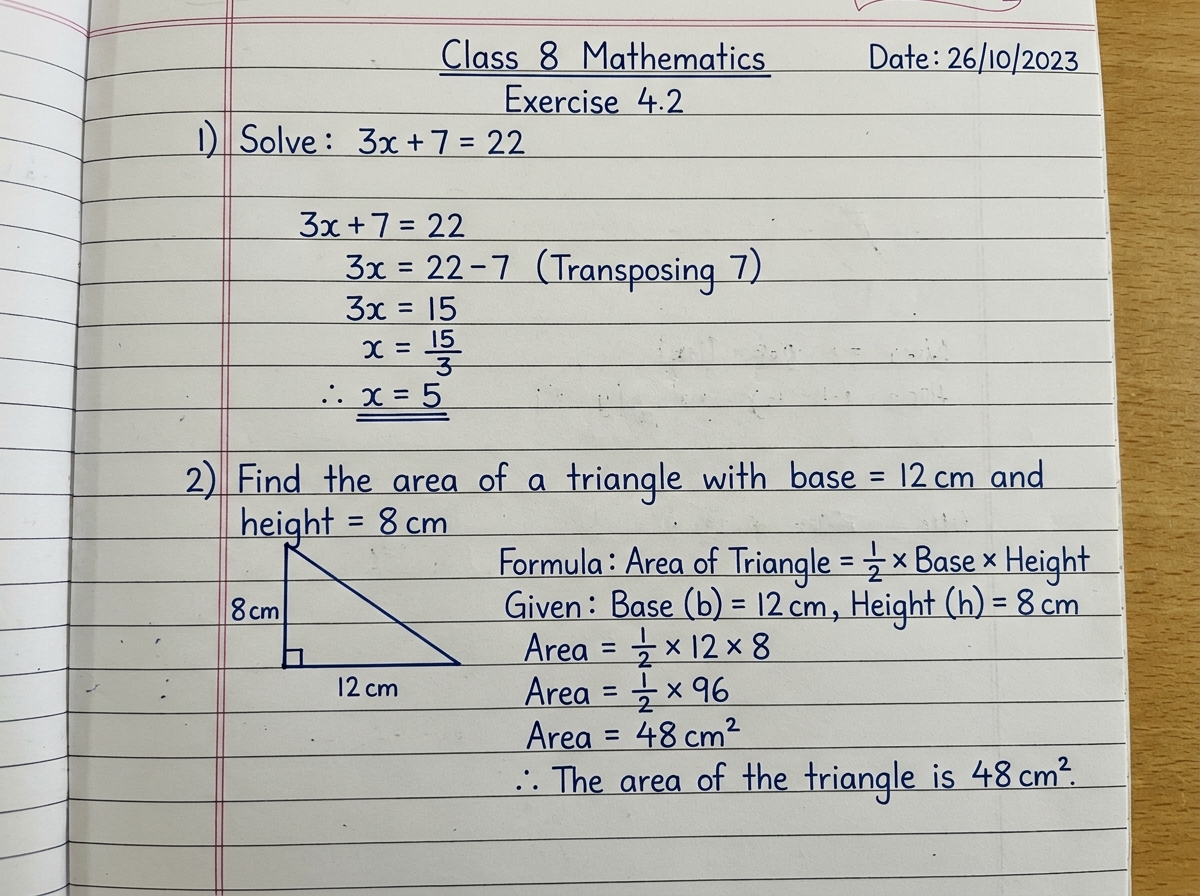 Class 8 Mathematics Date: 26/10/2023
Exercise 4.2
1) Solve: 3x + 7 = 22
3x + 7 = 22
3x = 22 - 7 (Transposing 7)
3x = 15
x = 15/3
∴ x = 5
2) Find the area of a triangle with base = 12 cm and
height = 8 cm
Formula: Area of Triangle = 1/2 × Base × Height
8 cm
Given: Base (b) = 12 cm, Height (h) = 8 cm
Area = 1/2 × 12 × 8
12 cm
Area = 1/2 × 96
Area = 48 cm²
∴ The area of the triangle is 48 cm².